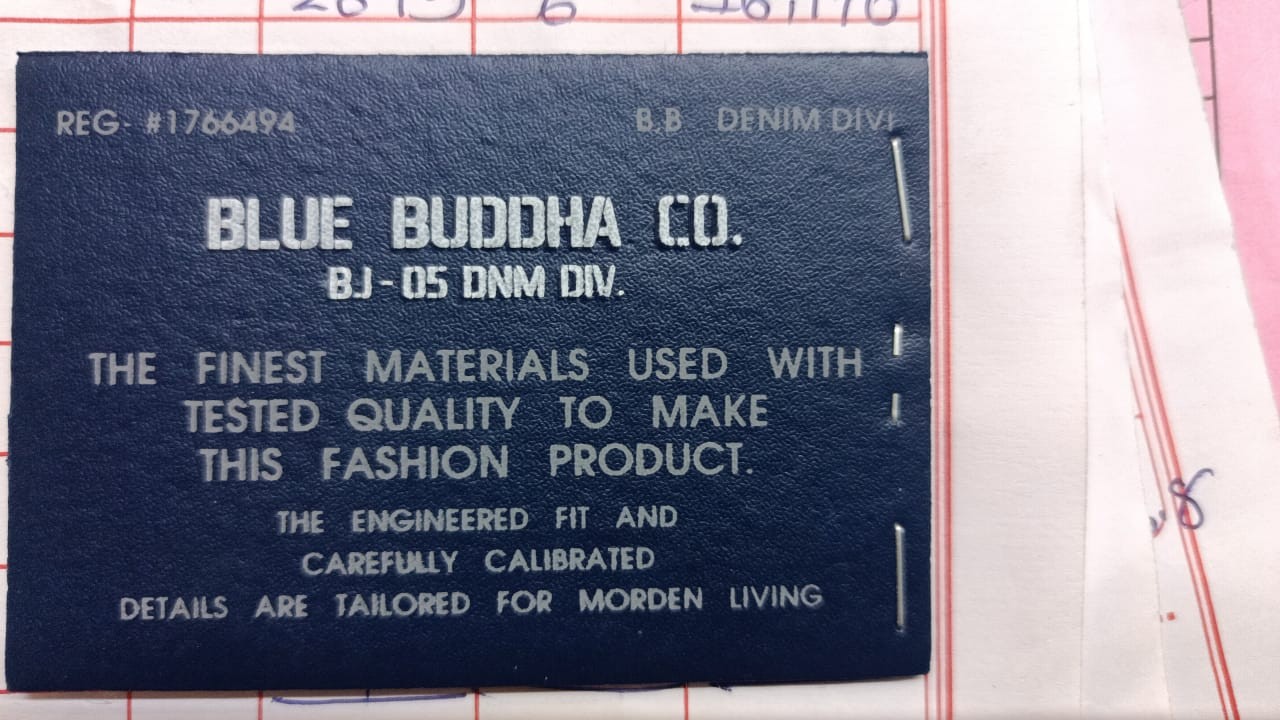 REG- #1766494 B.B DENIM DIV
BLUE BUDDHA CO.
BJ-05 DNM DIV.
THE FINEST MATERIALS USED WITH
TESTED QUALITY TO MAKE
THIS FASHION PRODUCT.
THE ENGINEERED FIT AND
CAREFULLY CALIBRATED
DETAILS ARE TAILORED FOR MORDEN LIVING
8